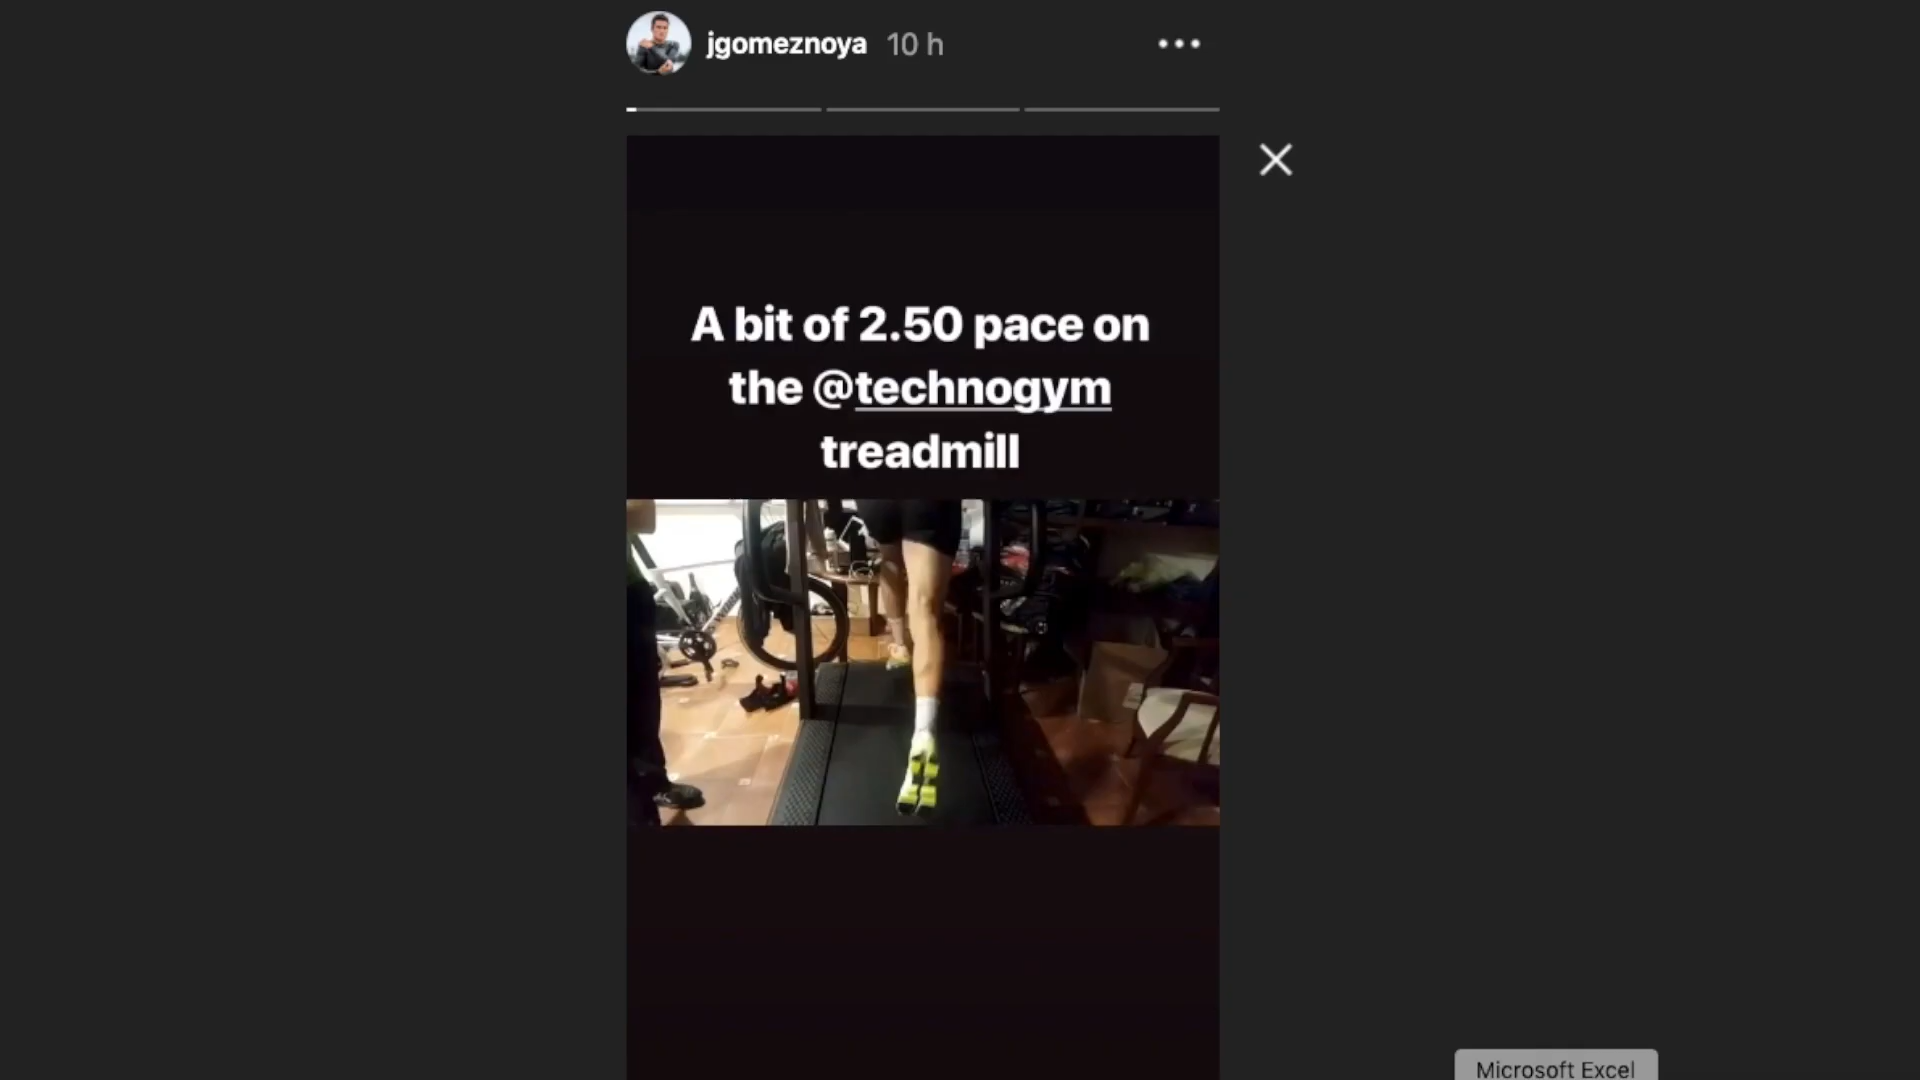 jgomeznoya 10 h
A bit of 2.50 pace on
the @technogym
treadmill
Microsoft Excel